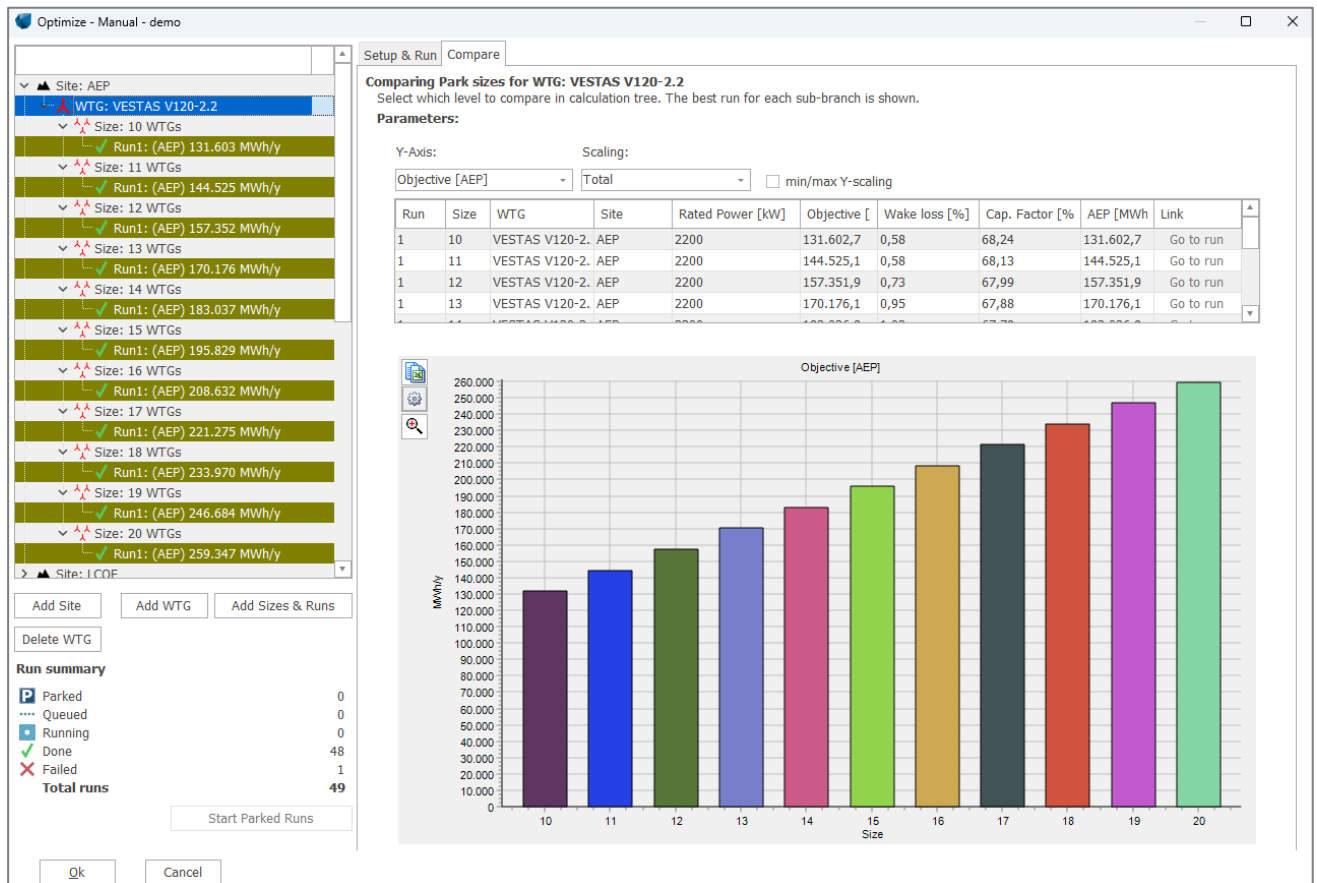 Optimize - Manual - demo
Site: AEP
WTG: VESTAS V120-2.2
Size: 10 WTGs
Run1: (AEP) 131.603 MWh/y
Size: 11 WTGs
Run1: (AEP) 144.525 MWh/y
Size: 12 WTGs
Run1: (AEP) 157.352 MWh/y
Size: 13 WTGs
Run1: (AEP) 170.176 MWh/y
Size: 14 WTGs
Run1: (AEP) 183.037 MWh/y
Size: 15 WTGs
Run1: (AEP) 195.829 MWh/y
Size: 16 WTGs
Run1: (AEP) 208.632 MWh/y
Size: 17 WTGs
Run1: (AEP) 221.275 MWh/y
Size: 18 WTGs
Run1: (AEP) 233.970 MWh/y
Size: 19 WTGs
Run1: (AEP) 246.684 MWh/y
Size: 20 WTGs
Run1: (AEP) 259.347 MWh/y
Site: LCOE
Add Site Add WTG Add Sizes & Runs
Delete WTG
Run summary
Parked 0
Queued 0
Running 0
Done 48
Failed 1
Total runs 49
Start Parked Runs
Ok Cancel
Setup & Run Compare
Comparing Park sizes for WTG: VESTAS V120-2.2
Select which level to compare in calculation tree. The best run for each sub-branch is shown.
Parameters:
Y-Axis: Scaling:
Objective [AEP] Total min/max Y-scaling
Run Size WTG Site Rated Power [kW] Objective [ Wake loss [%] Cap. Factor [% AEP [MWh Link
1 10 VESTAS V120-2. AEP 2200 131.602,7 0,58 68,24 131.602,7 Go to run
1 11 VESTAS V120-2. AEP 2200 144.525,1 0,58 68,13 144.525,1 Go to run
1 12 VESTAS V120-2. AEP 2200 157.351,9 0,73 67,99 157.351,9 Go to run
1 13 VESTAS V120-2. AEP 2200 170.176,1 0,95 67,88 170.176,1 Go to run
Objective [AEP]
260.000
250.000
240.000
230.000
220.000
210.000
200.000
190.000
180.000
170.000
160.000
150.000
140.000
130.000
120.000
110.000
100.000
90.000
80.000
70.000
60.000
50.000
40.000
30.000
20.000
10.000
0
MWh/y
10 11 12 13 14 15 16 17 18 19 20
Size